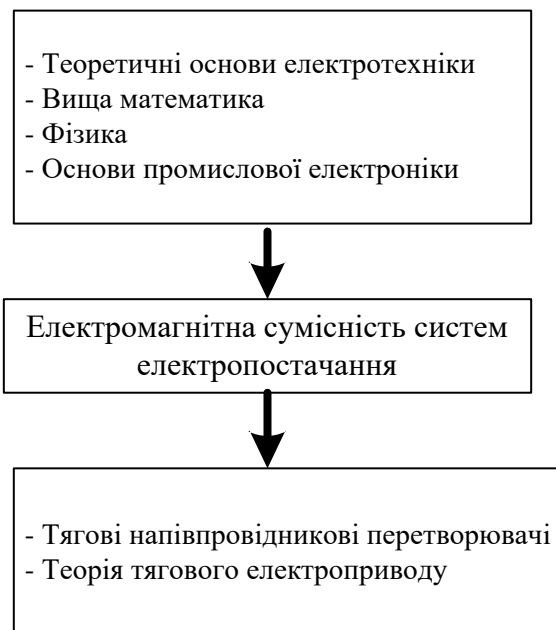 - Теоретичні основи електротехніки
- Вища математика
- Фізика
- Основи промислової електроніки
Електромагнітна сумісність систем
електропостачання
- Тягові напівпровідникові перетворювачі
- Теорія тягового електроприводу